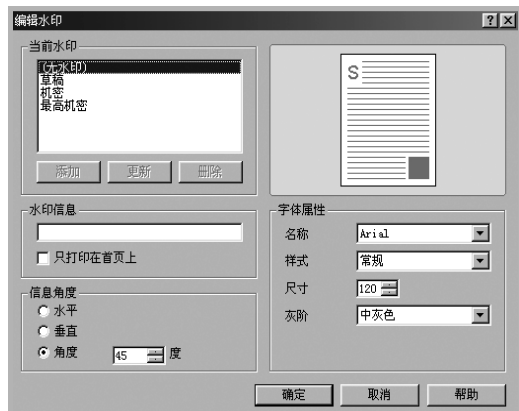 编辑水印
当前水印
(无水印)
草稿
机密
最高机密
添加 更新 删除
S
水印信息
只打印在首页上
信息角度
水平
垂直
角度 45 度
字体属性
名称 Arial
样式 常规
尺寸 120
灰阶 中灰色
确定 取消 帮助